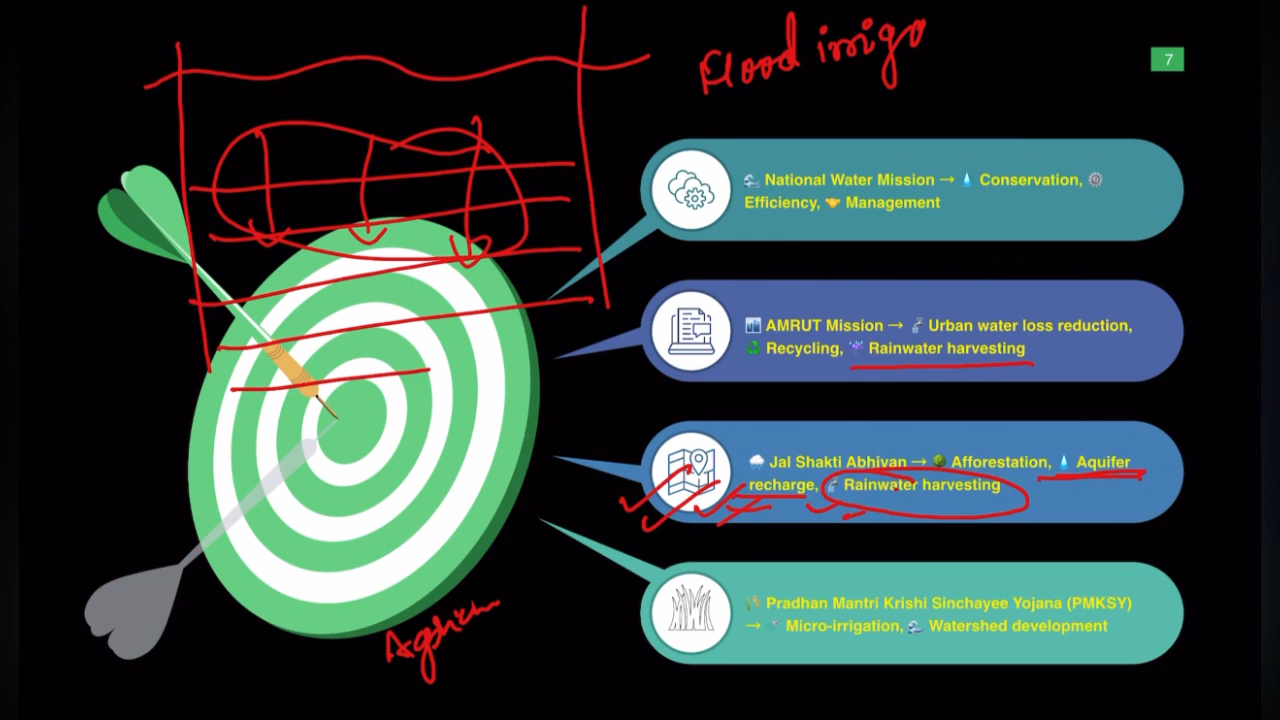 Flood irrigo
7
🌊 National Water Mission → 💧 Conservation, ⚙️
Efficiency, 🤝 Management
🏙️ AMRUT Mission → 🚰 Urban water loss reduction,
♻️ Recycling, ☔ Rainwater harvesting
🌧️ Jal Shakti Abhiyan → 🌳 Afforestation, 💧 Aquifer
recharge, 🚰 Rainwater harvesting
🌾 Pradhan Mantri Krishi Sinchayee Yojana (PMKSY)
→ 🌱 Micro-irrigation, 🌊 Watershed development